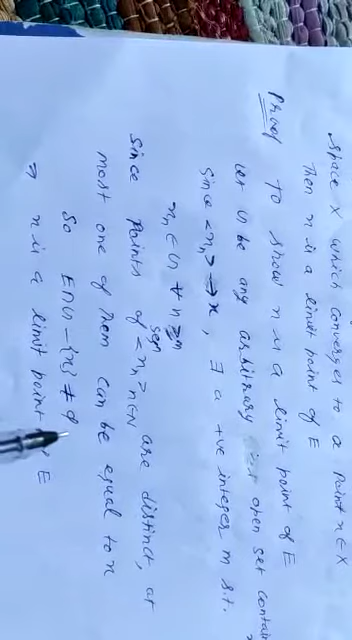 space X which converges to a point x ∈ X
Then x is a limit point of E
Proof To show x is a limit point of E
Let U be any arbitrary open set contain
Since <xₙ> → x, ∃ a +ve integer m s.t.
xₙ ∈ U ∀ n ≥ m
Since points of <xₙ>n∈N are distinct, at
most one of them can be equal to x
So E∩U - {x} ≠ φ
⇒ x is a limit point E